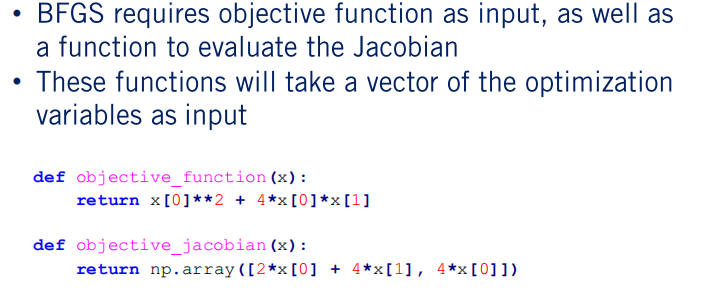 • BFGS requires objective function as input, as well as
a function to evaluate the Jacobian
• These functions will take a vector of the optimization
variables as input
def objective_function(x):
    return x[0]**2 + 4*x[0]*x[1]
def objective_jacobian(x):
    return np.array([2*x[0] + 4*x[1], 4*x[0]])